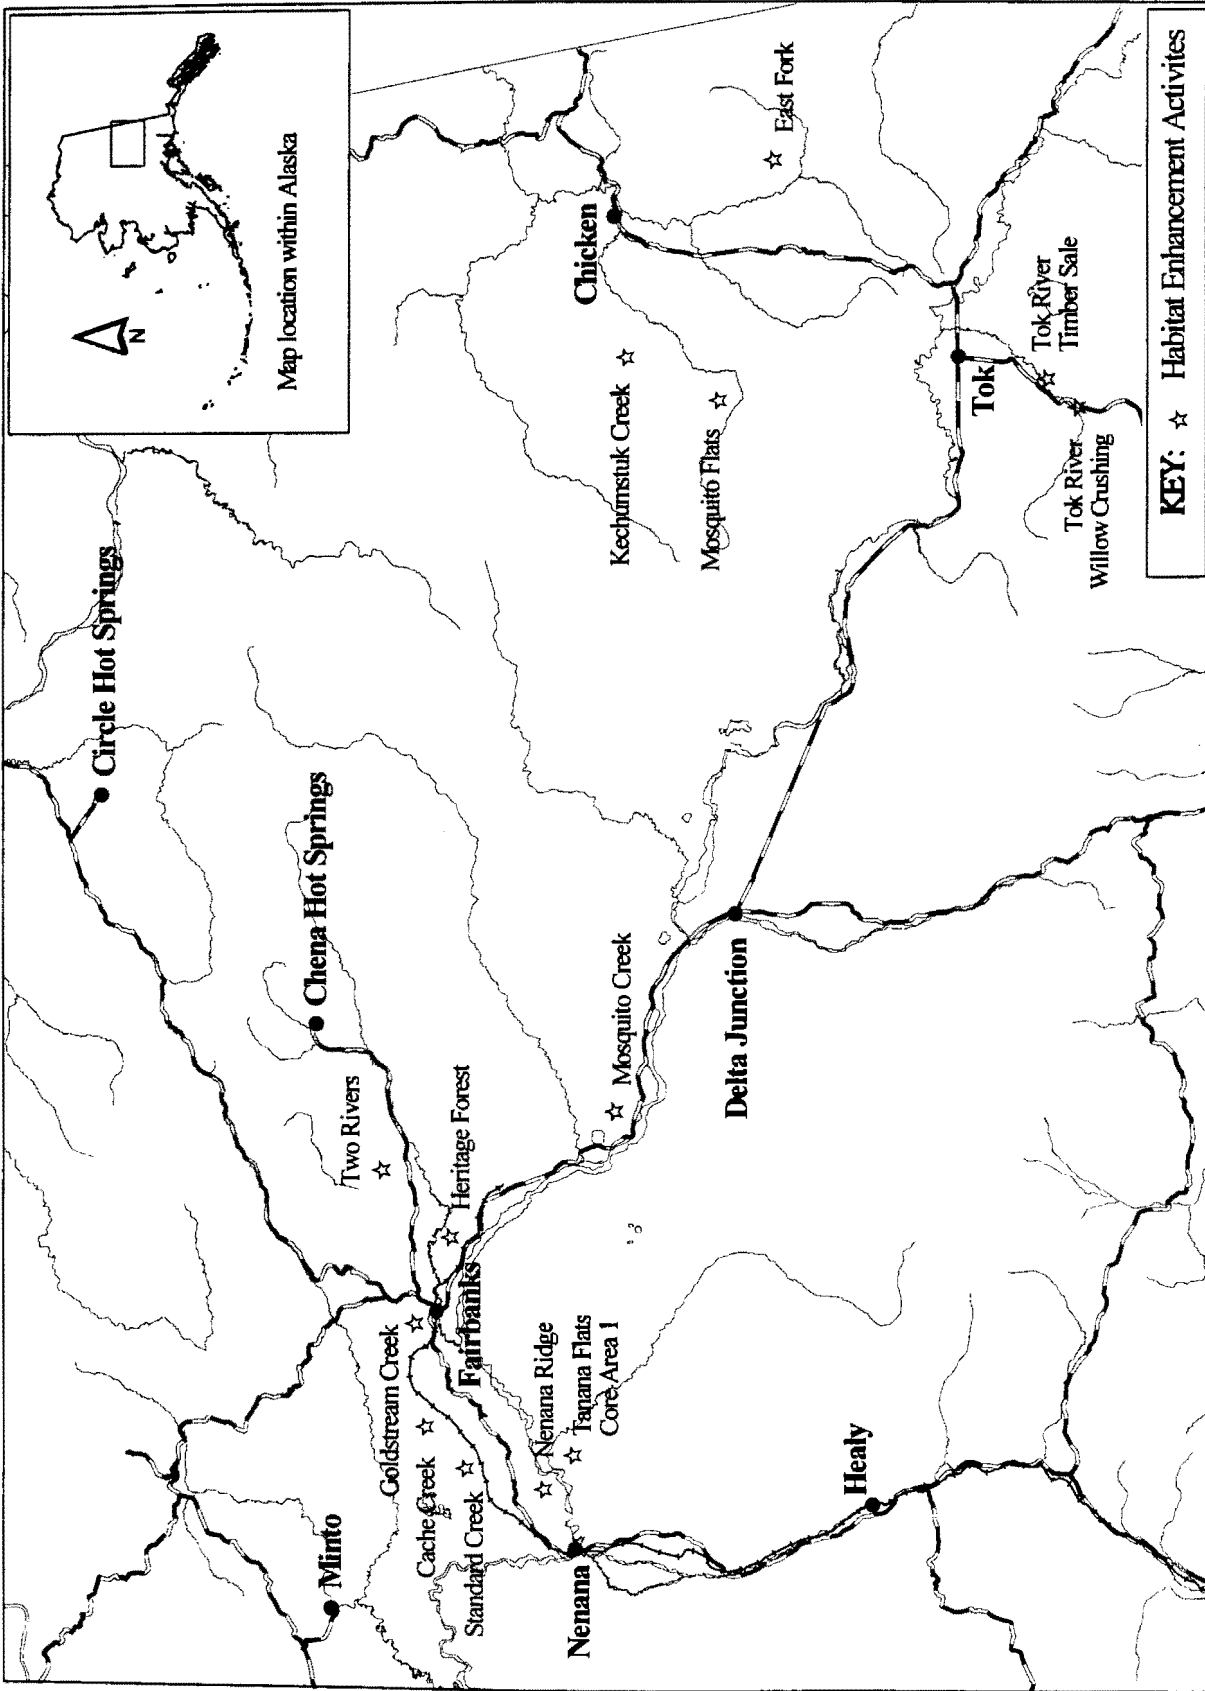 Map location within Alaska
N
Circle Hot Springs
Chena Hot Springs
Two Rivers
Heritage Forest
Minto
Goldstream Creek
Cache Creek
Standard Creek
Fairbanks
Nenana Ridge
Tanana Flats
Core Area 1
Nenana
Healy
Mosquito Creek
Delta Junction
Chicken
East Fork
Kechumstuk Creek
Mosquito Flats
Tok
Tok River
Timber Sale
Tok River
Willow Crushing
KEY: ☆ Habitat Enhancement Activites